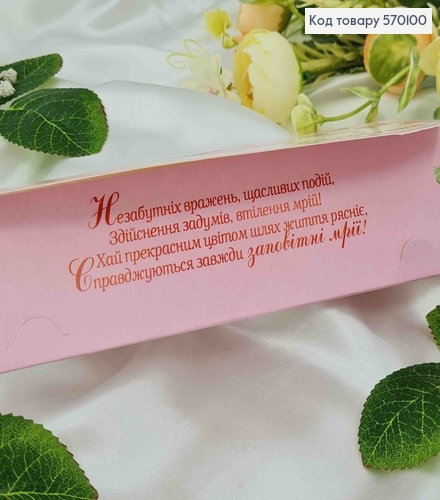 Код товару 570100
Незабутніх вражень, щасливих подій,
Здійснення задумів, втілення мрій!
Хай прекрасним цвітом шлях життя рясніє,
Справджуються завжди заповітні мрії!